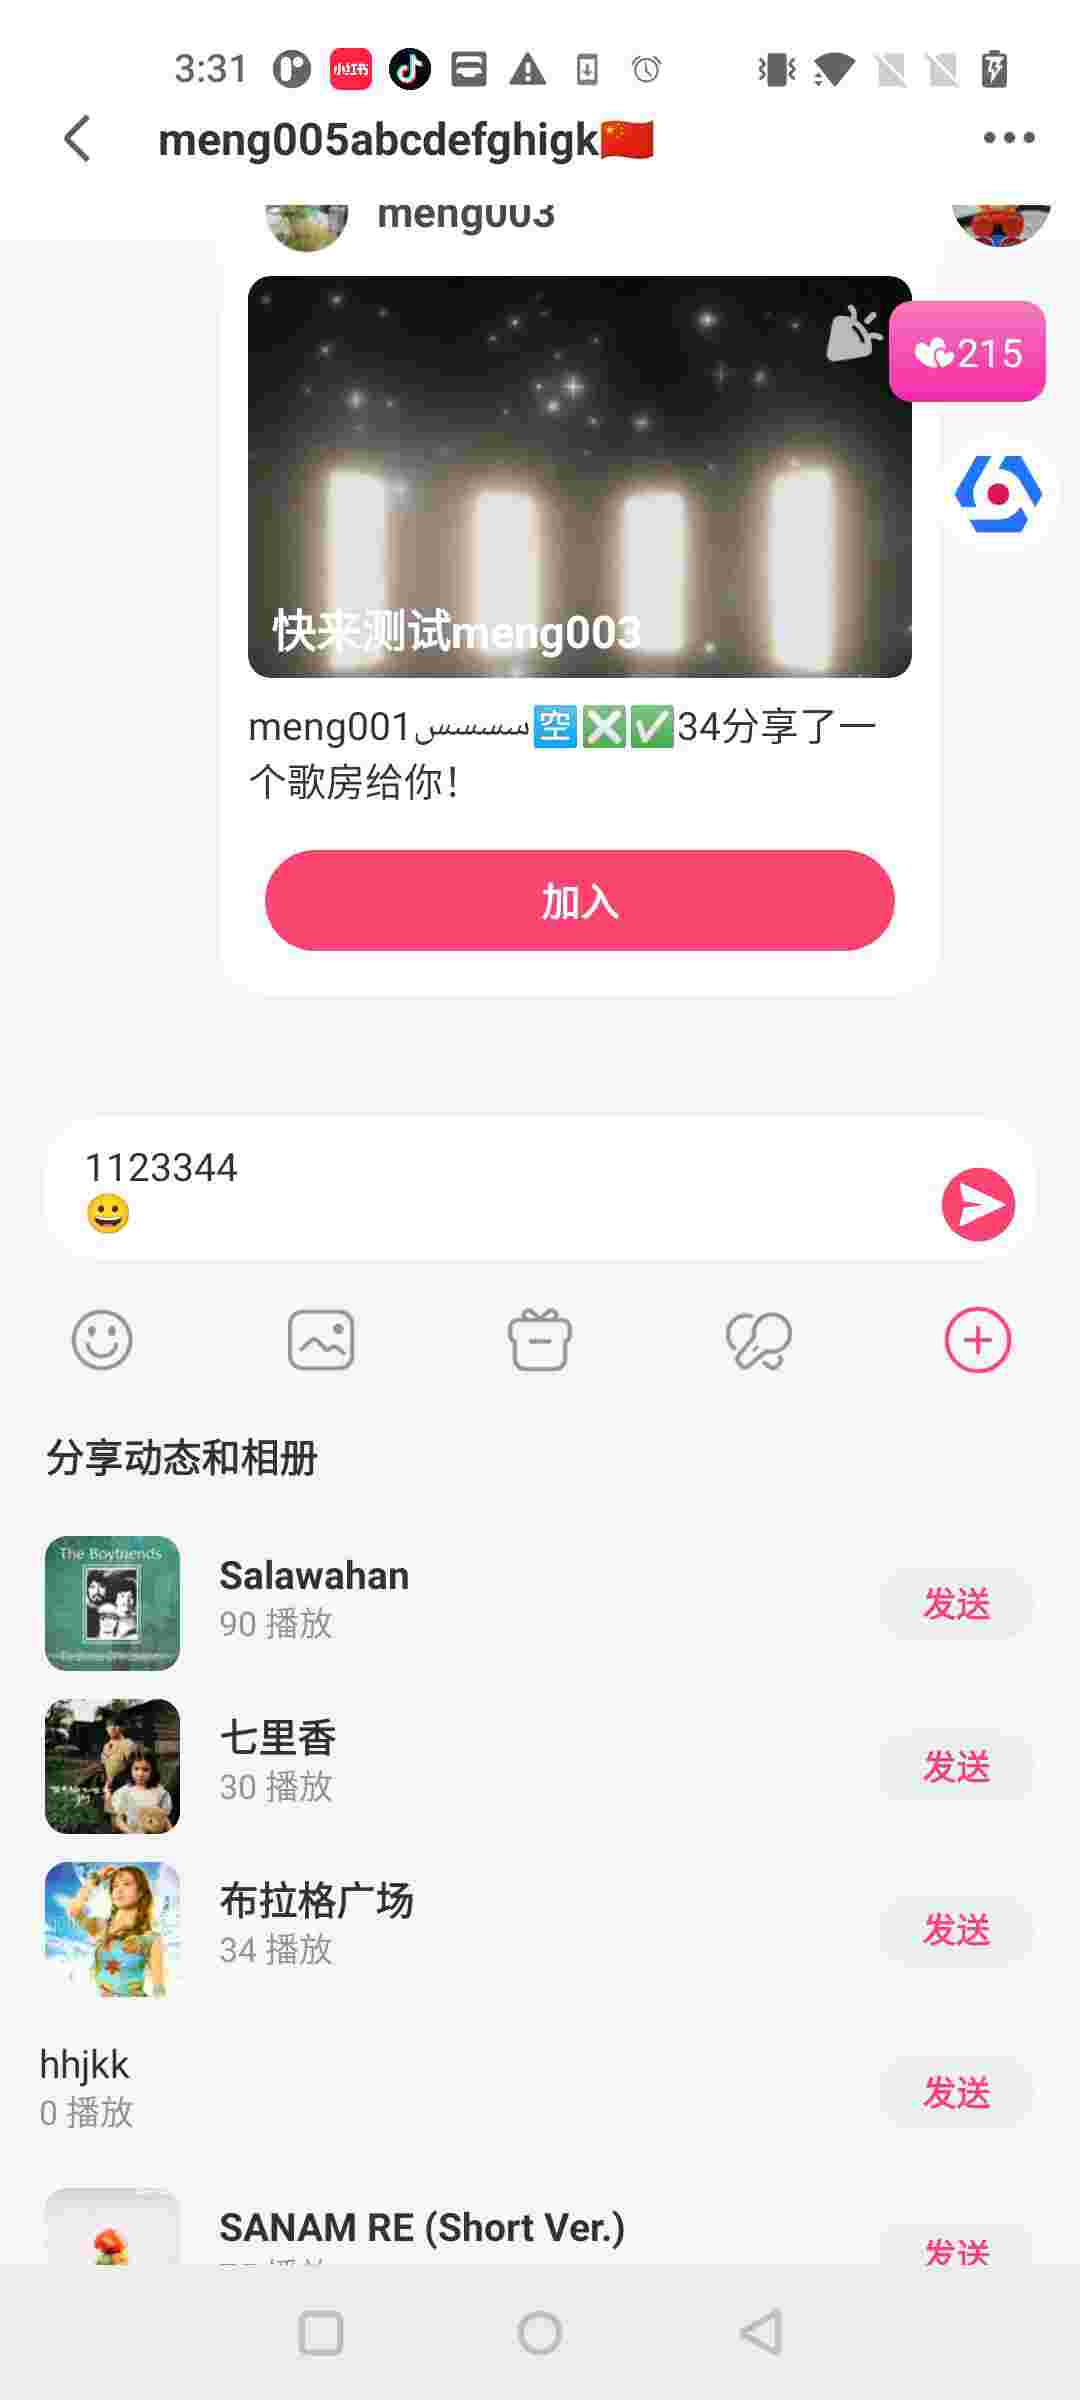 3:31
小红书
meng005abcdefghigk🇨🇳
meng003
215
快来测试meng003
meng001سسسس🈳❎✅34分享了一
个歌房给你!
加入
1123344
😀
分享动态和相册
The Boyfriends
Salawahan
90 播放
发送
七里香
30 播放
发送
布拉格广场
34 播放
发送
hhjkk
0 播放
发送
SANAM RE (Short Ver.)
发送